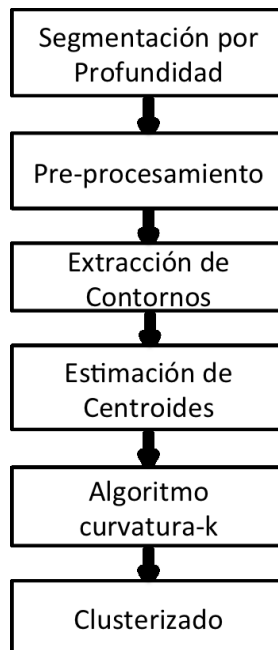 Segmentación por
Profundidad
Pre-procesamiento
Extracción de
Contornos
Estimación de
Centroides
Algoritmo
curvatura-k
Clusterizado